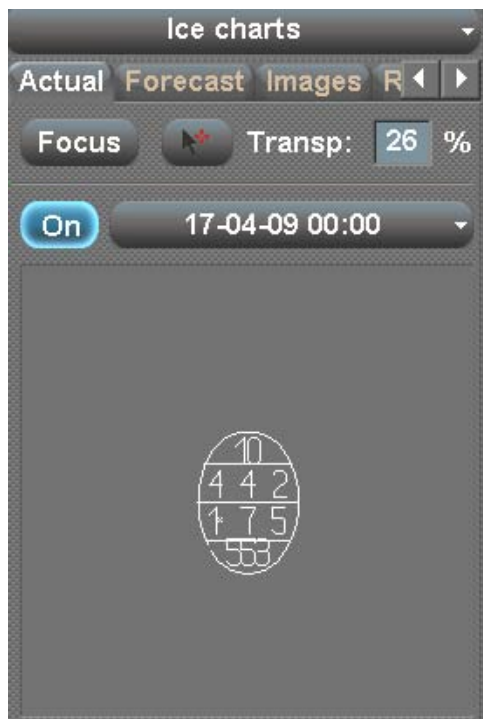 Ice charts
Actual Forecast Images R
Focus Transp: 26 %
On 17-04-09 00:00
10
4 4 2
1• 7 5
553